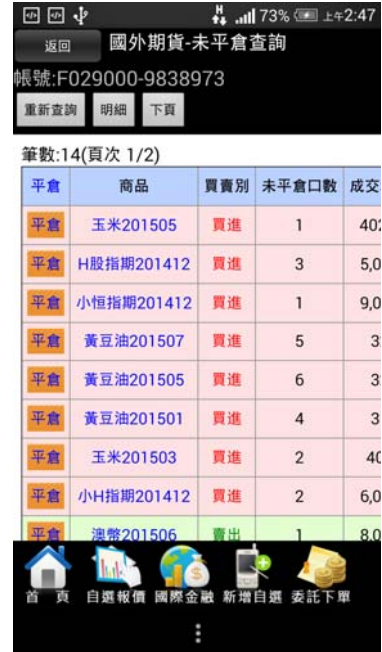 73% 上午2:47
返回 國外期貨-未平倉查詢
帳號:F029000-9838973
重新查詢 明細 下頁
筆數:14(頁次 1/2)
平倉 商品 買賣別 未平倉口數 成交
平倉 玉米201505 買進 1 402
平倉 H股指期201412 買進 3 5,0
平倉 小恒指期201412 買進 1 9,0
平倉 黃豆油201507 買進 5 3
平倉 黃豆油201505 買進 6 3
平倉 黃豆油201501 買進 4 3
平倉 玉米201503 買進 2 40
平倉 小H指期201412 買進 2 6,0
平倉 澳幣201506 賣出 1 8,0
首頁 自選報價 國際金融 新增自選 委託下單